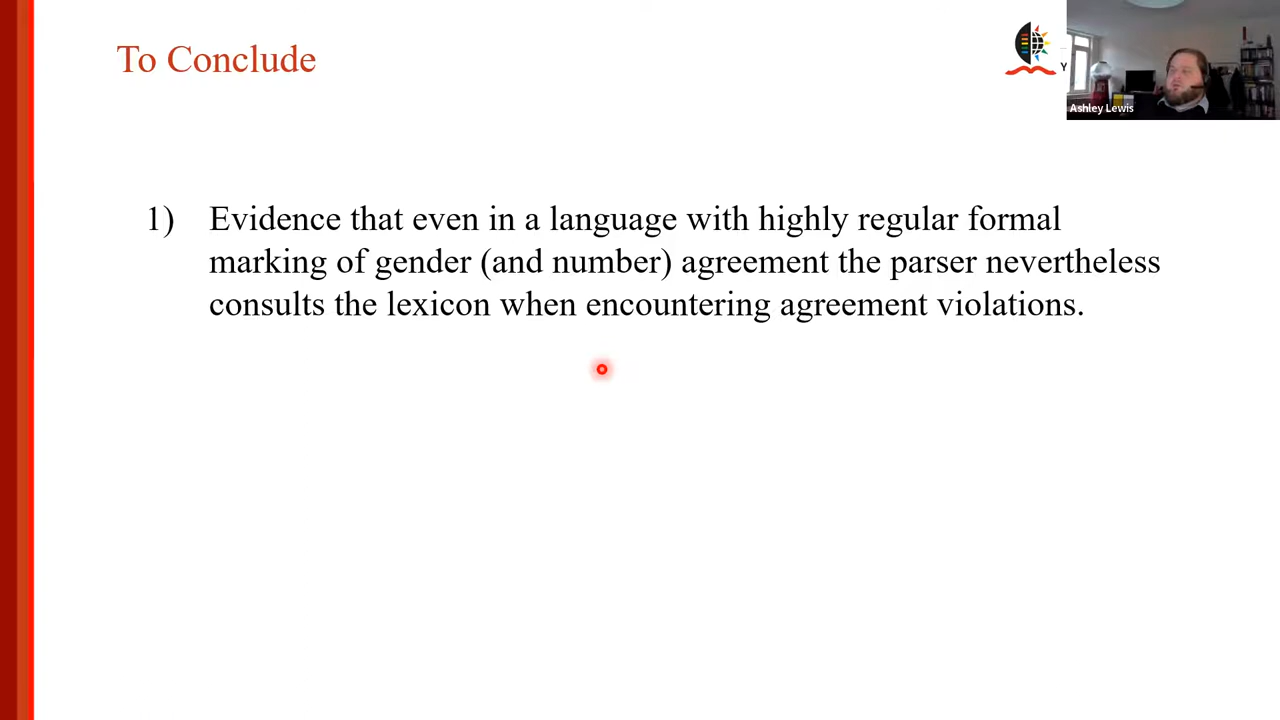 To Conclude
Y
Ashley Lewis
1) Evidence that even in a language with highly regular formal
marking of gender (and number) agreement the parser nevertheless
consults the lexicon when encountering agreement violations.